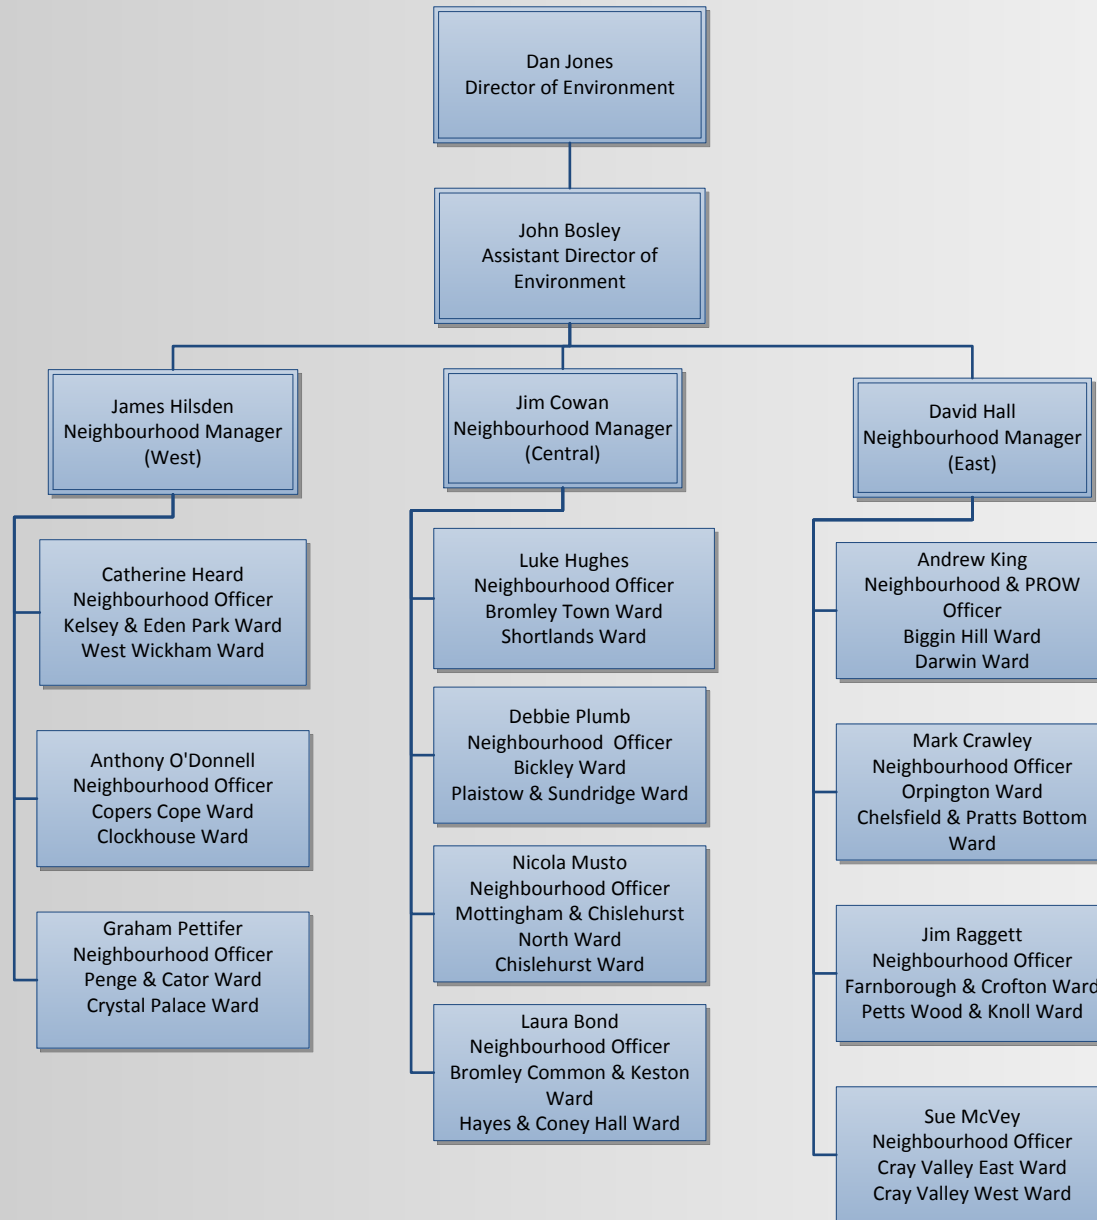 Dan Jones
Director of Environment
John Bosley
Assistant Director of
Environment
James Hilsden
Neighbourhood Manager
(West)
Jim Cowan
Neighbourhood Manager
(Central)
David Hall
Neighbourhood Manager
(East)
Catherine Heard
Neighbourhood Officer
Kelsey & Eden Park Ward
West Wickham Ward
Anthony O'Donnell
Neighbourhood Officer
Copers Cope Ward
Clockhouse Ward
Graham Pettifer
Neighbourhood Officer
Penge & Cator Ward
Crystal Palace Ward
Luke Hughes
Neighbourhood Officer
Bromley Town Ward
Shortlands Ward
Debbie Plumb
Neighbourhood  Officer
Bickley Ward
Plaistow & Sundridge Ward
Nicola Musto
Neighbourhood Officer
Mottingham & Chislehurst
North Ward
Chislehurst Ward
Laura Bond
Neighbourhood Officer
Bromley Common & Keston
Ward
Hayes & Coney Hall Ward
Andrew King
Neighbourhood & PROW
Officer
Biggin Hill Ward
Darwin Ward
Mark Crawley
Neighbourhood Officer
Orpington Ward
Chelsfield & Pratts Bottom
Ward
Jim Raggett
Neighbourhood Officer
Farnborough & Crofton Ward
Petts Wood & Knoll Ward
Sue McVey
Neighbourhood Officer
Cray Valley East Ward
Cray Valley West Ward